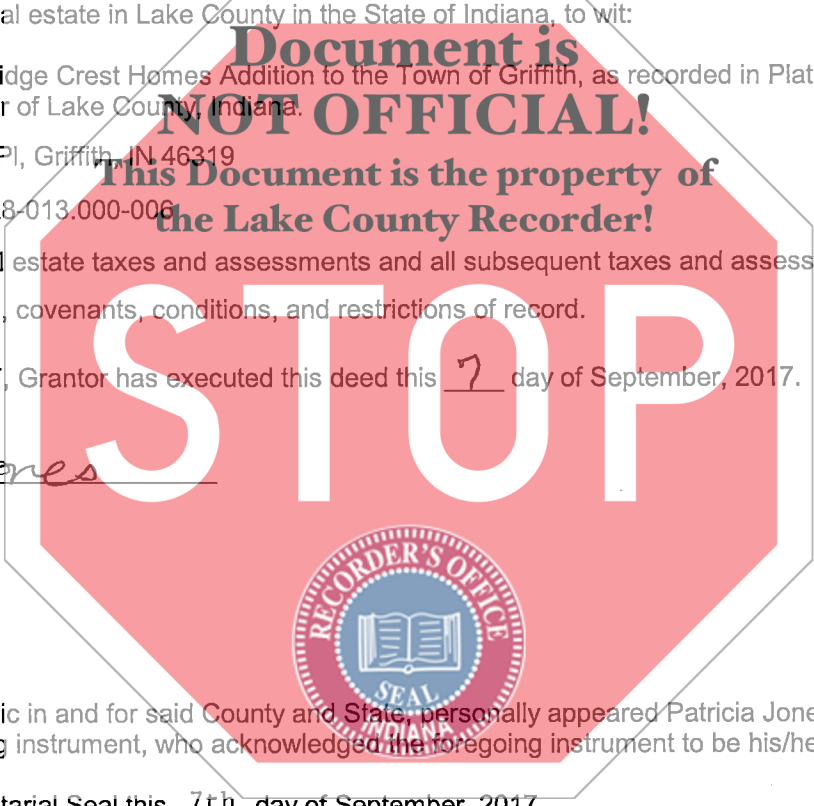 al estate in Lake County in the State of Indiana, to wit:
Document is
idge Crest Homes Addition to the Town of Griffith, as recorded in Plat
r of Lake County, Indiana.
NOT OFFICIAL!
Pl, Griffith, IN 46319
This Document is the property of
8-013.000-006
the Lake County Recorder!
estate taxes and assessments and all subsequent taxes and assess
, covenants, conditions, and restrictions of record.
STOP
, Grantor has executed this deed this 7 day of September, 2017.
nes
RECORDER'S OFFICE
SEAL
INDIANA
ic in and for said County and State, personally appeared Patricia Jone
g instrument, who acknowledged the foregoing instrument to be his/he
tarial Seal this 7th day of September, 2017